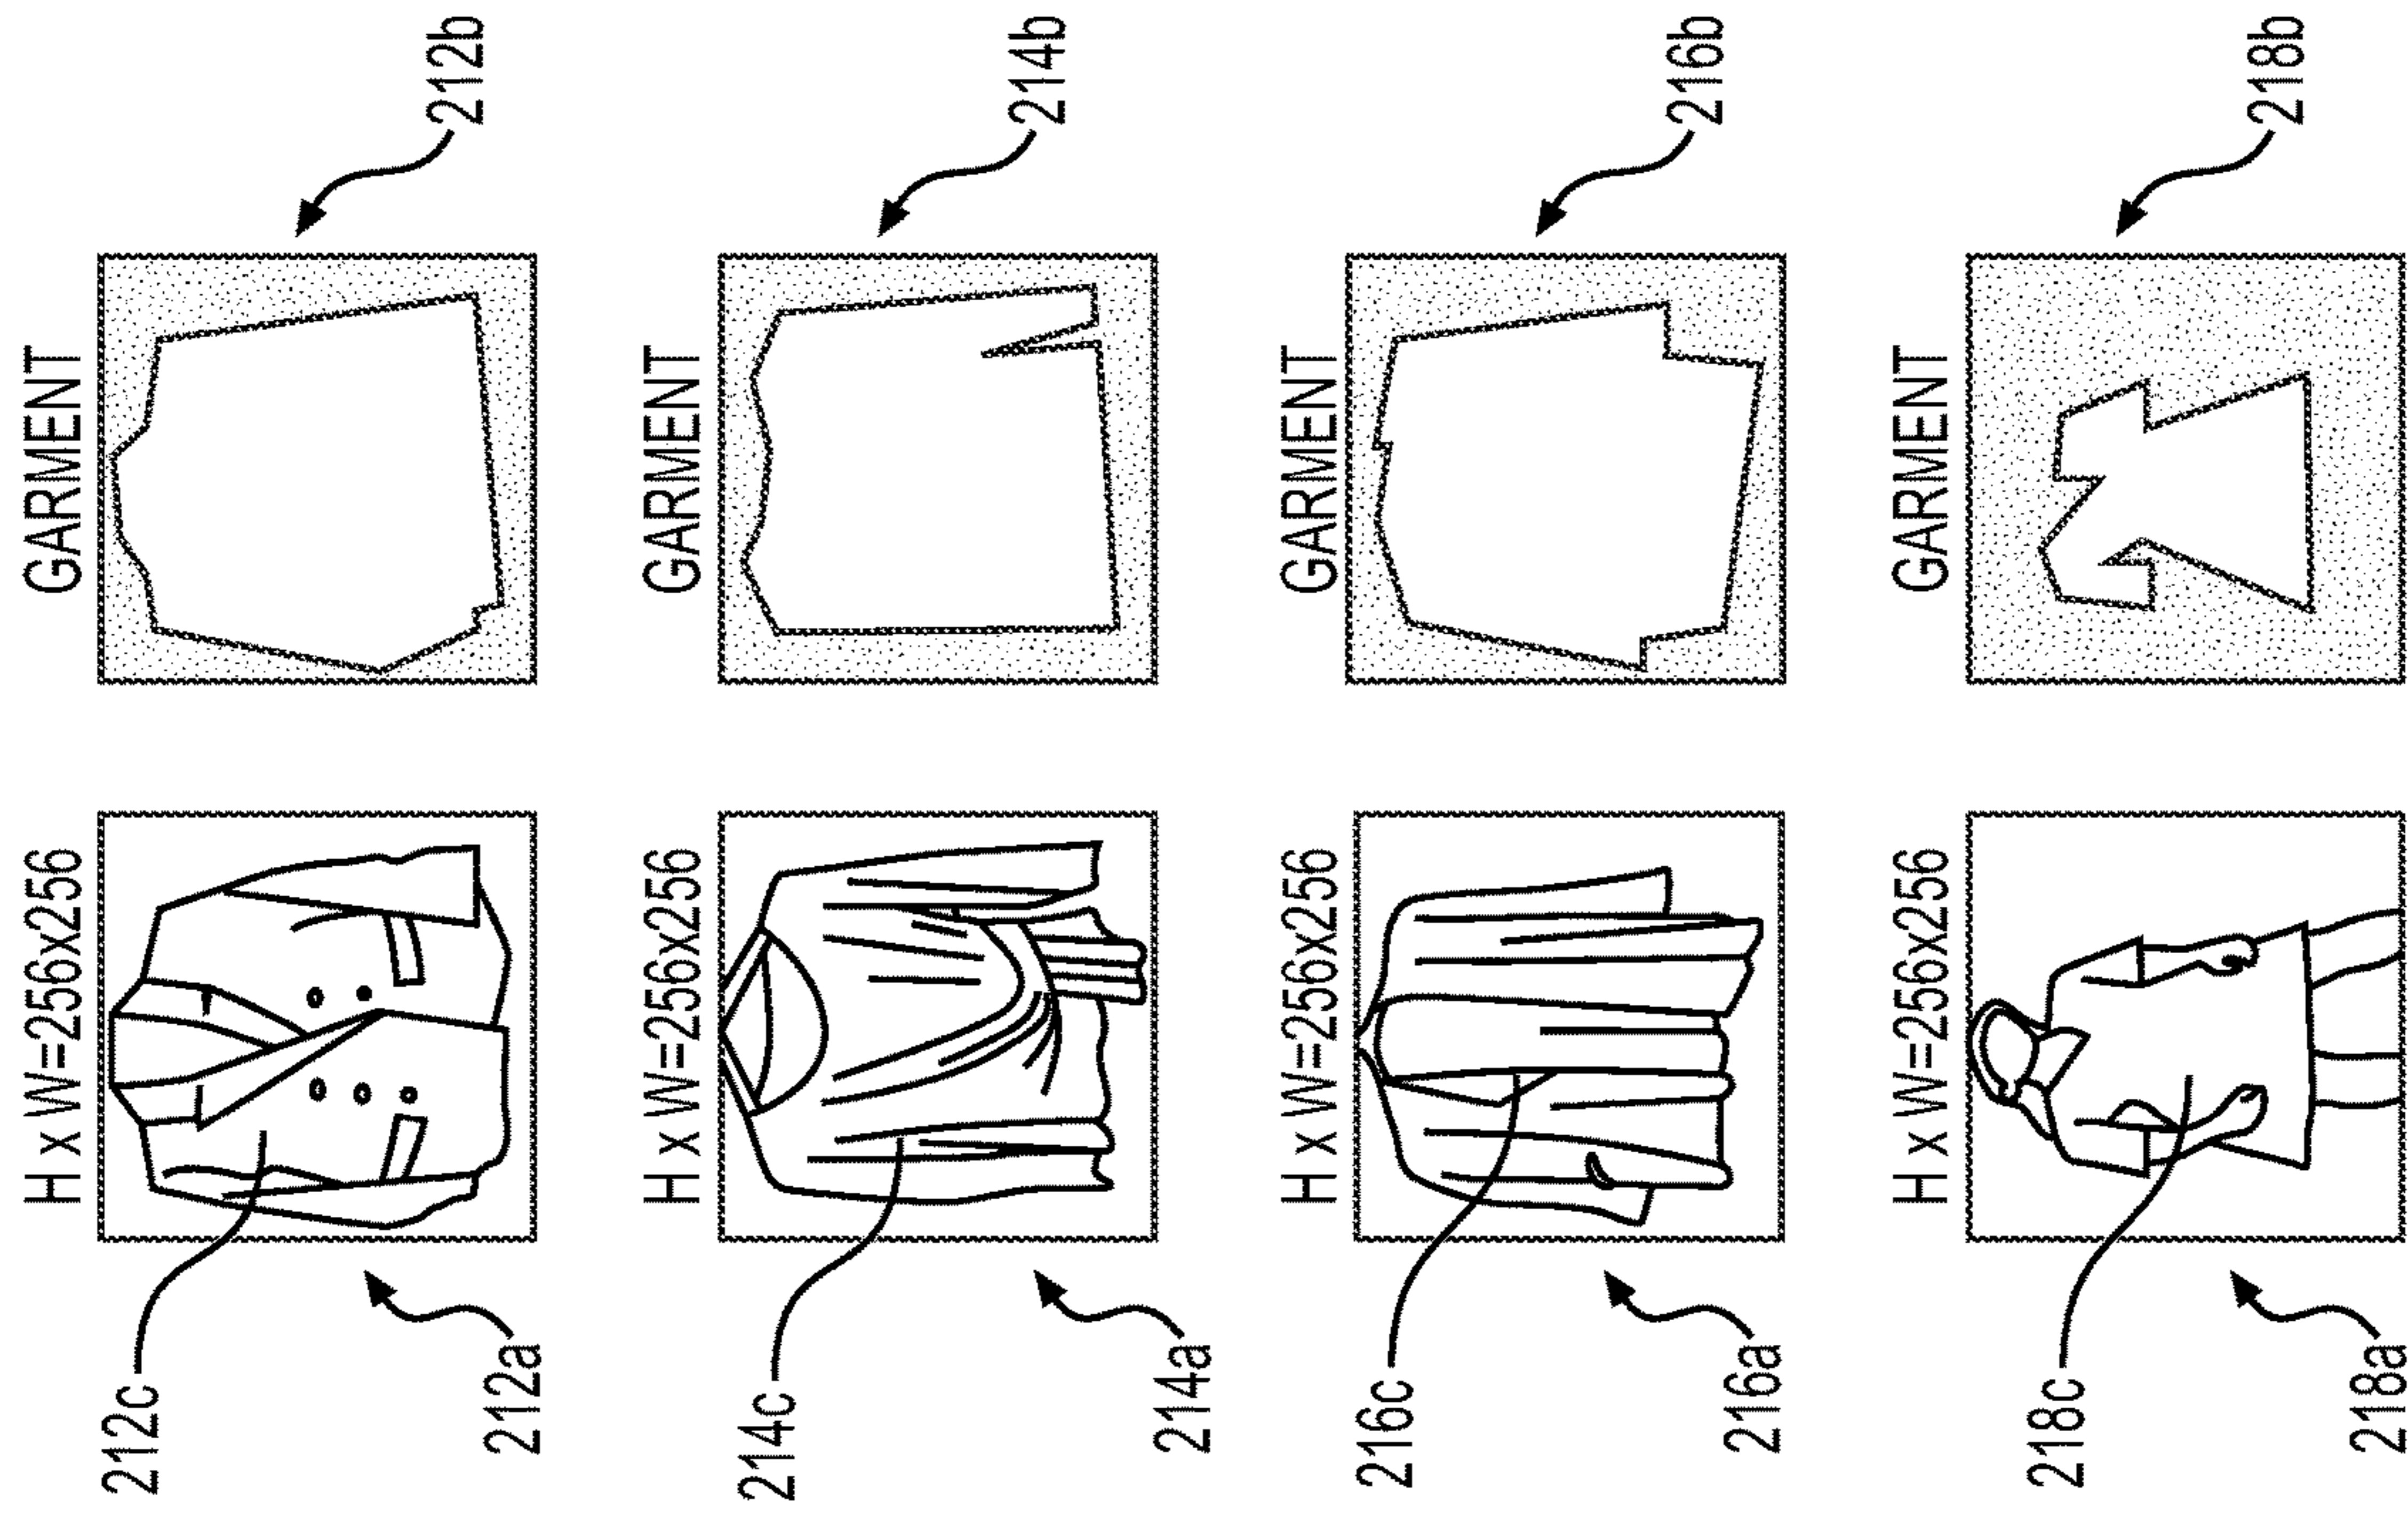 212c
H x W=256x256
212a
GARMENT
212b
214c
H x W=256x256
214a
GARMENT
214b
216c
H x W=256x256
216a
GARMENT
216b
218c
H x W=256x256
218a
GARMENT
218b